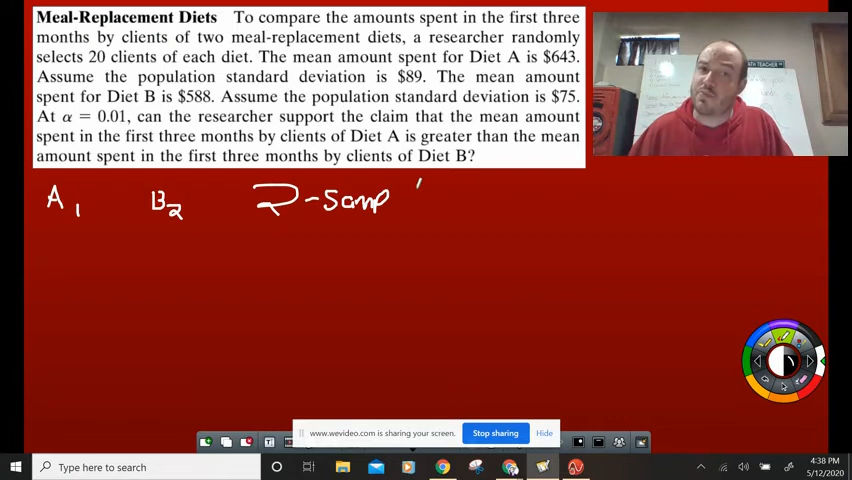 Meal-Replacement Diets To compare the amounts spent in the first three
months by clients of two meal-replacement diets, a researcher randomly
selects 20 clients of each diet. The mean amount spent for Diet A is $643.
Assume the population standard deviation is $89. The mean amount
spent for Diet B is $588. Assume the population standard deviation is $75.
At α = 0.01, can the researcher support the claim that the mean amount
spent in the first three months by clients of Diet A is greater than the mean
amount spent in the first three months by clients of Diet B?
A1 B2 2-Samp
www.wevideo.com is sharing your screen. Stop sharing Hide
Type here to search
4:38 PM
5/12/2020